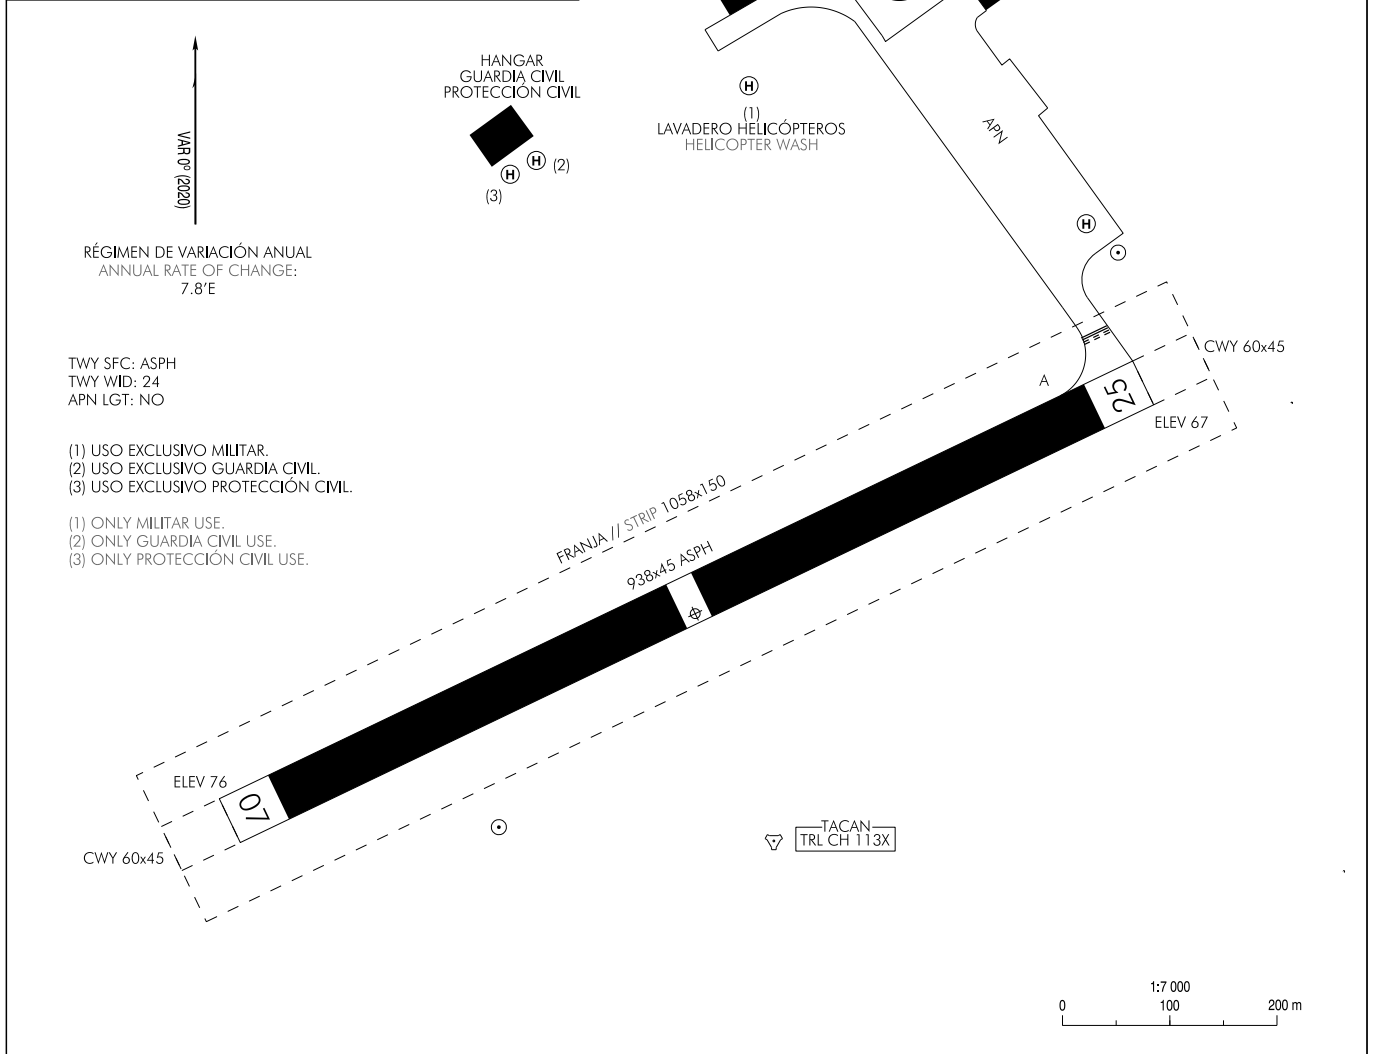 HANGAR
GUARDIA CIVIL
PROTECCIÓN CIVIL
H
(2)
H
(3)
H
(1)
LAVADERO HELICÓPTEROS
HELICOPTER WASH
APN
H
VAR 0º (2020)
RÉGIMEN DE VARIACIÓN ANUAL
ANNUAL RATE OF CHANGE:
7.8'E
TWY SFC: ASPH
TWY WID: 24
APN LGT: NO
(1) USO EXCLUSIVO MILITAR.
(2) USO EXCLUSIVO GUARDIA CIVIL.
(3) USO EXCLUSIVO PROTECCIÓN CIVIL.
(1) ONLY MILITAR USE.
(2) ONLY GUARDIA CIVIL USE.
(3) ONLY PROTECCIÓN CIVIL USE.
CWY 60x45
A
25
ELEV 67
FRANJA // STRIP 1058x150
938x45 ASPH
ELEV 76
07
CWY 60x45
TACAN
TRL CH 113X
1:7 000
0 100 200 m